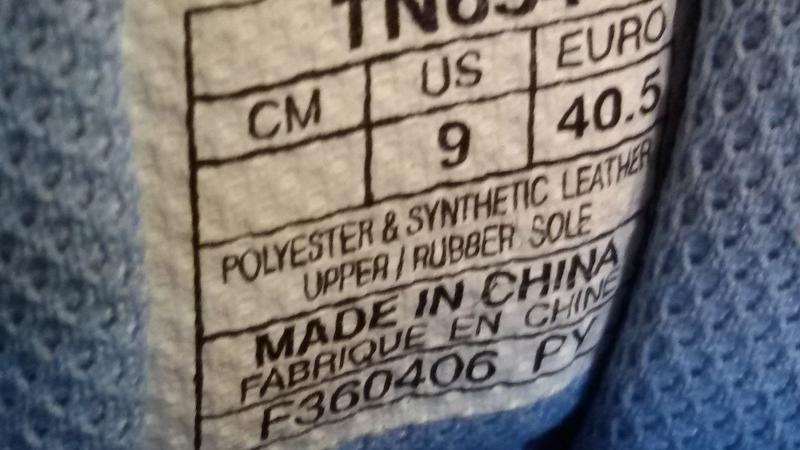 CM US EURO
9 40.5
POLYESTER & SYNTHETIC LEATHER
UPPER / RUBBER SOLE
MADE IN CHINA
FABRIQUE EN CHINE
F360406 PY